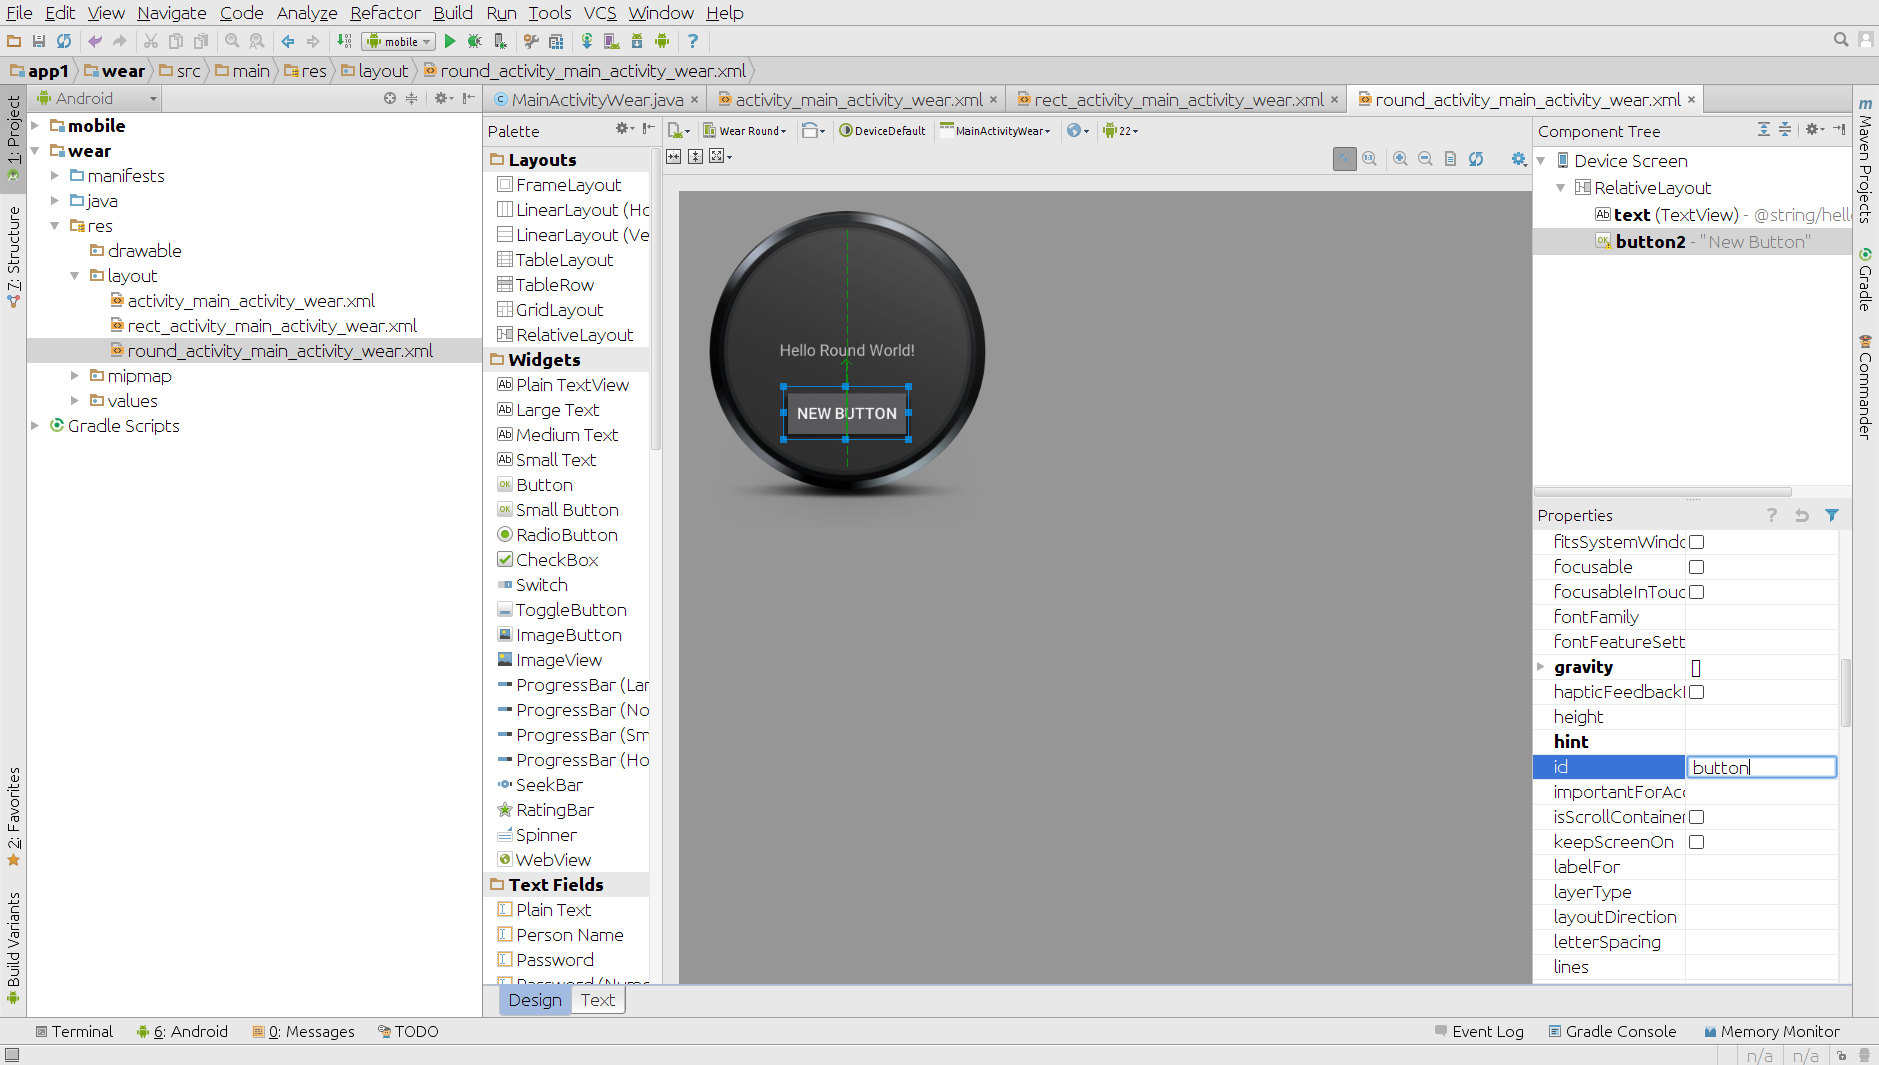 File Edit View Navigate Code Analyze Refactor Build Run Tools VCS Window Help
mobile
app1 wear src main res layout round_activity_main_activity_wear.xml
Android
MainActivityWear.java × activity_main_activity_wear.xml × rect_activity_main_activity_wear.xml × round_activity_main_activity_wear.xml ×
1: Project
7: Structure
2: Favorites
Build Variants
mobile
wear
manifests
java
res
drawable
layout
activity_main_activity_wear.xml
rect_activity_main_activity_wear.xml
round_activity_main_activity_wear.xml
mipmap
values
Gradle Scripts
Palette
Layouts
FrameLayout
LinearLayout (Ho
LinearLayout (Ve
TableLayout
TableRow
GridLayout
RelativeLayout
Widgets
Plain TextView
Large Text
Medium Text
Small Text
Button
Small Button
RadioButton
CheckBox
Switch
ToggleButton
ImageButton
ImageView
ProgressBar (Lar
ProgressBar (No
ProgressBar (Sm
ProgressBar (Ho
SeekBar
RatingBar
Spinner
WebView
Text Fields
Plain Text
Person Name
Password
Password (Nume
Wear Round DeviceDefault MainActivityWear 22
Hello Round World!
NEW BUTTON
Design Text
Component Tree
Device Screen
RelativeLayout
Ab text (TextView) - @string/hell
OK button2 - "New Button"
Properties
fitsSystemWindo
focusable
focusableInTouc
fontFamily
fontFeatureSett
gravity []
hapticFeedback
height
hint
id button
importantForAcc
isScrollContainer
keepScreenOn
labelFor
layerType
layoutDirection
letterSpacing
lines
m Maven Projects
Gradle
Commander
Terminal 6: Android 0: Messages TODO Event Log Gradle Console Memory Monitor
n/a n/a